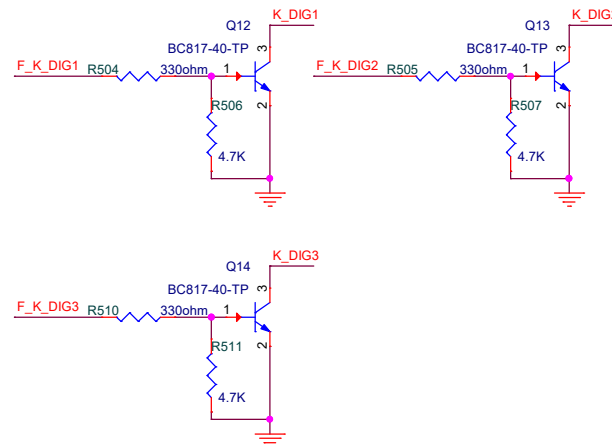 Q12
K_DIG1
BC817-40-TP
3
F_K_DIG1
R504
330ohm
1
R506
2
4.7K
Q13
K_DIG2
BC817-40-TP
3
F_K_DIG2
R505
330ohm
1
R507
2
4.7K
Q14
K_DIG3
BC817-40-TP
3
F_K_DIG3
R510
330ohm
1
R511
2
4.7K